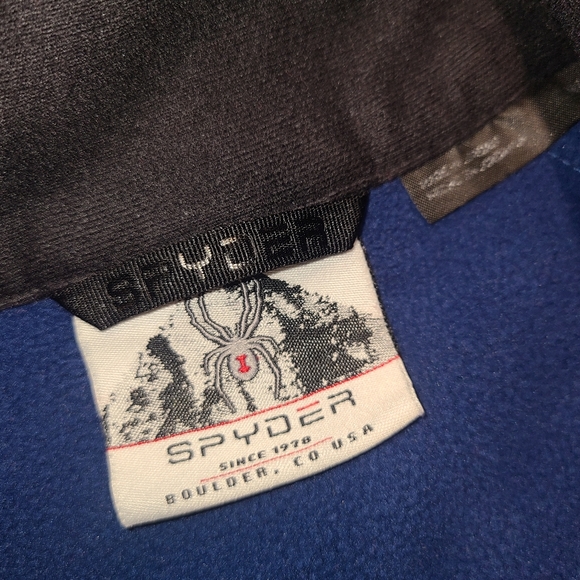 SPYDER
SPYDER
SINCE 1978
BOULDER, CO USA